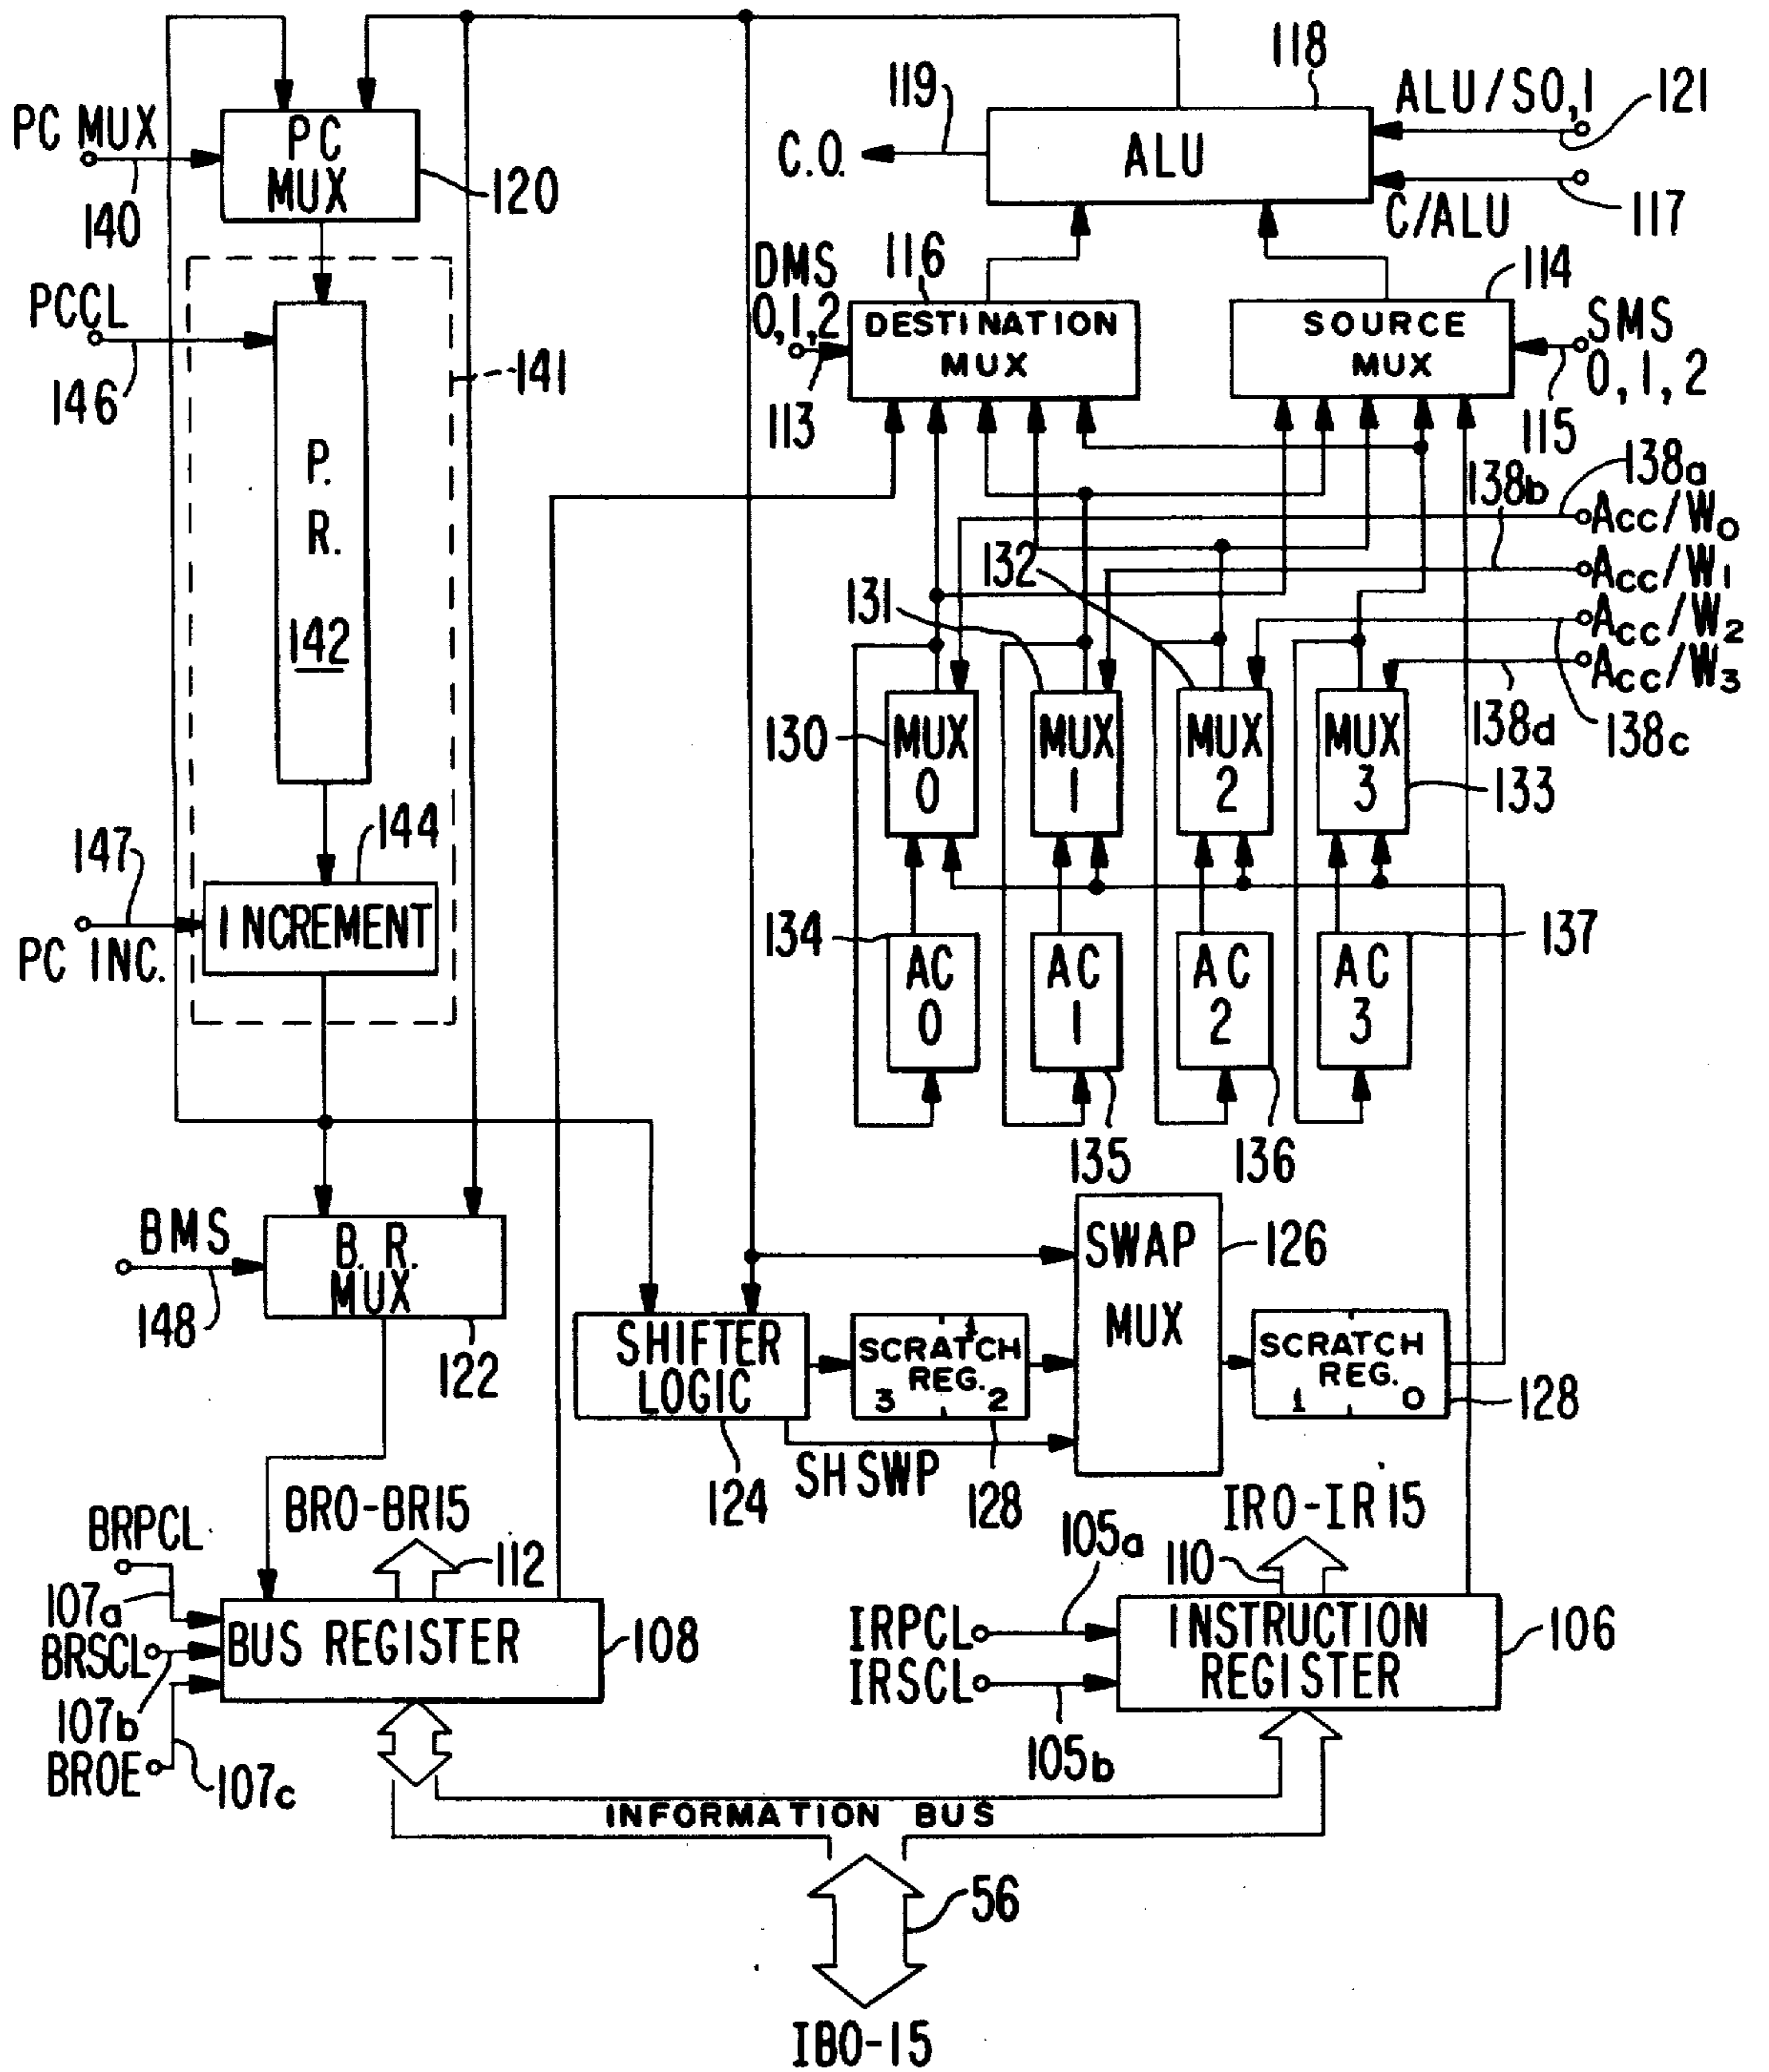 118
ALU/S0,1
121
119
PC MUX
PC
MUX
C.O.
ALU
120
140
C/ALU
117
DMS
0,1,2
116
114
PCCL
DESTINATION
MUX
SOURCE
MUX
SMS
0,1,2
146
141
113
115
138a
138b
P.
R.
142
Acc/W0
132
Acc/W1
131
Acc/W2
Acc/W3
130
MUX
0
MUX
1
MUX
2
MUX
3
138d
138c
133
144
147
INCREMENT
PC INC.
134
AC
0
AC
1
AC
2
AC
3
137
135
136
BMS
B. R.
MUX
SWAP
MUX
126
148
122
SHIFTER
LOGIC
1
SCRATCH
REG.
3 2
SCRATCH
REG.
1 0
128
124
SHSWP
128
BR0-BR15
IR0-IR15
BRPCL
112
105a
110
107a
BUS REGISTER
108
IRPCL
INSTRUCTION
REGISTER
106
BRSCL
IRSCL
107b
105b
BROE
107c
INFORMATION BUS
56
IB0-15